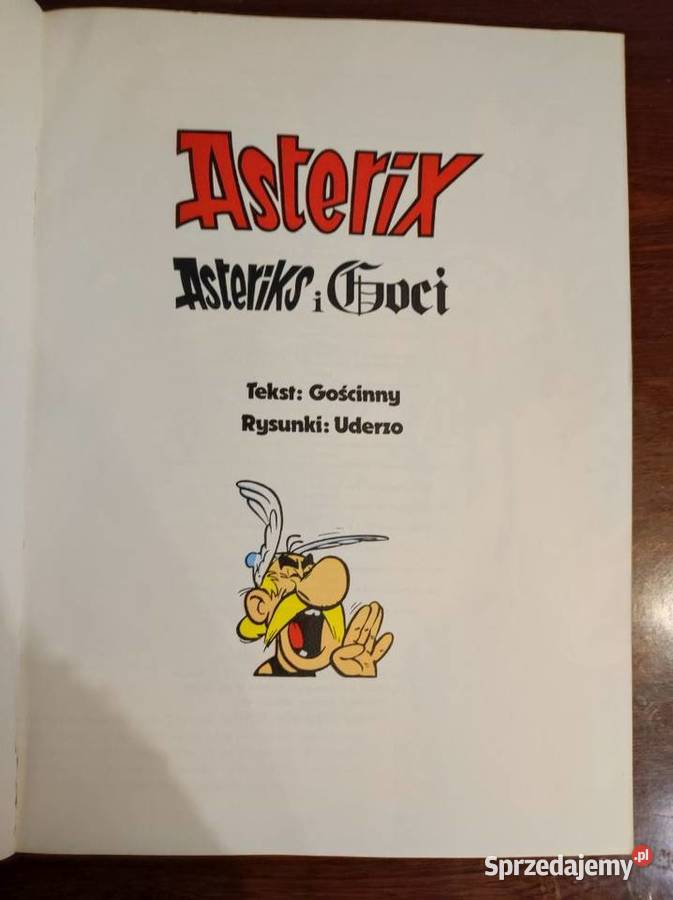 Asterix
Asteriks i Goci
Tekst: Gościnny
Rysunki: Uderzo
Sprzedajemy.pl